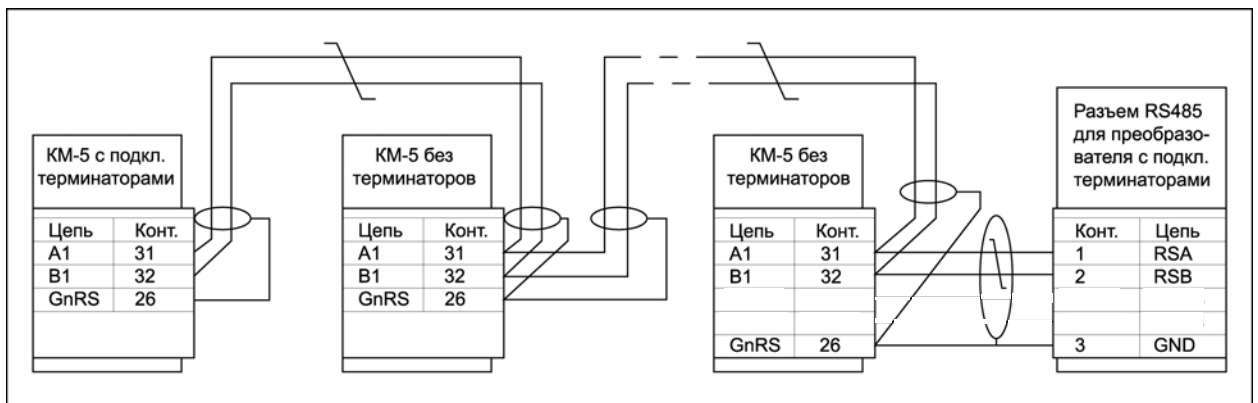 КМ-5 с подкл.
терминаторами
Цепь Конт.
A1 31
B1 32
GnRS 26
КМ-5 без
терминаторов
Цепь Конт.
A1 31
B1 32
GnRS 26
КМ-5 без
терминаторов
Цепь Конт.
A1 31
B1 32
GnRS 26
Разъем RS485
для преобразо-
вателя с подкл.
терминаторами
Конт. Цепь
1 RSA
2 RSB
3 GND